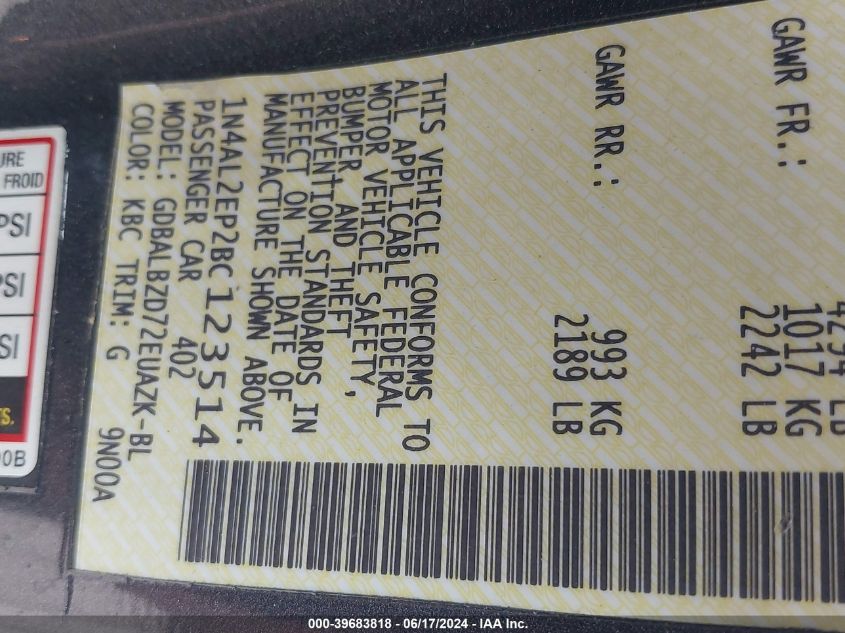 4294 LB
GAWR FR.: 1017 KG
2242 LB
GAWR RR.: 993 KG
2189 LB
THIS VEHICLE CONFORMS TO
ALL APPLICABLE FEDERAL
MOTOR VEHICLE SAFETY,
BUMPER, AND THEFT
PREVENTION STANDARDS IN
EFFECT ON THE DATE OF
MANUFACTURE SHOWN ABOVE.
1N4AL2EP2BC123514
PASSENGER CAR 402
MODEL: GDBALBZD72EUAZK-BL
COLOR: KBC TRIM: G 9N00A
URE
FROID
PSI
PSI
SI
TS.
00B
000-39683818 - 06/17/2024 - IAA Inc.